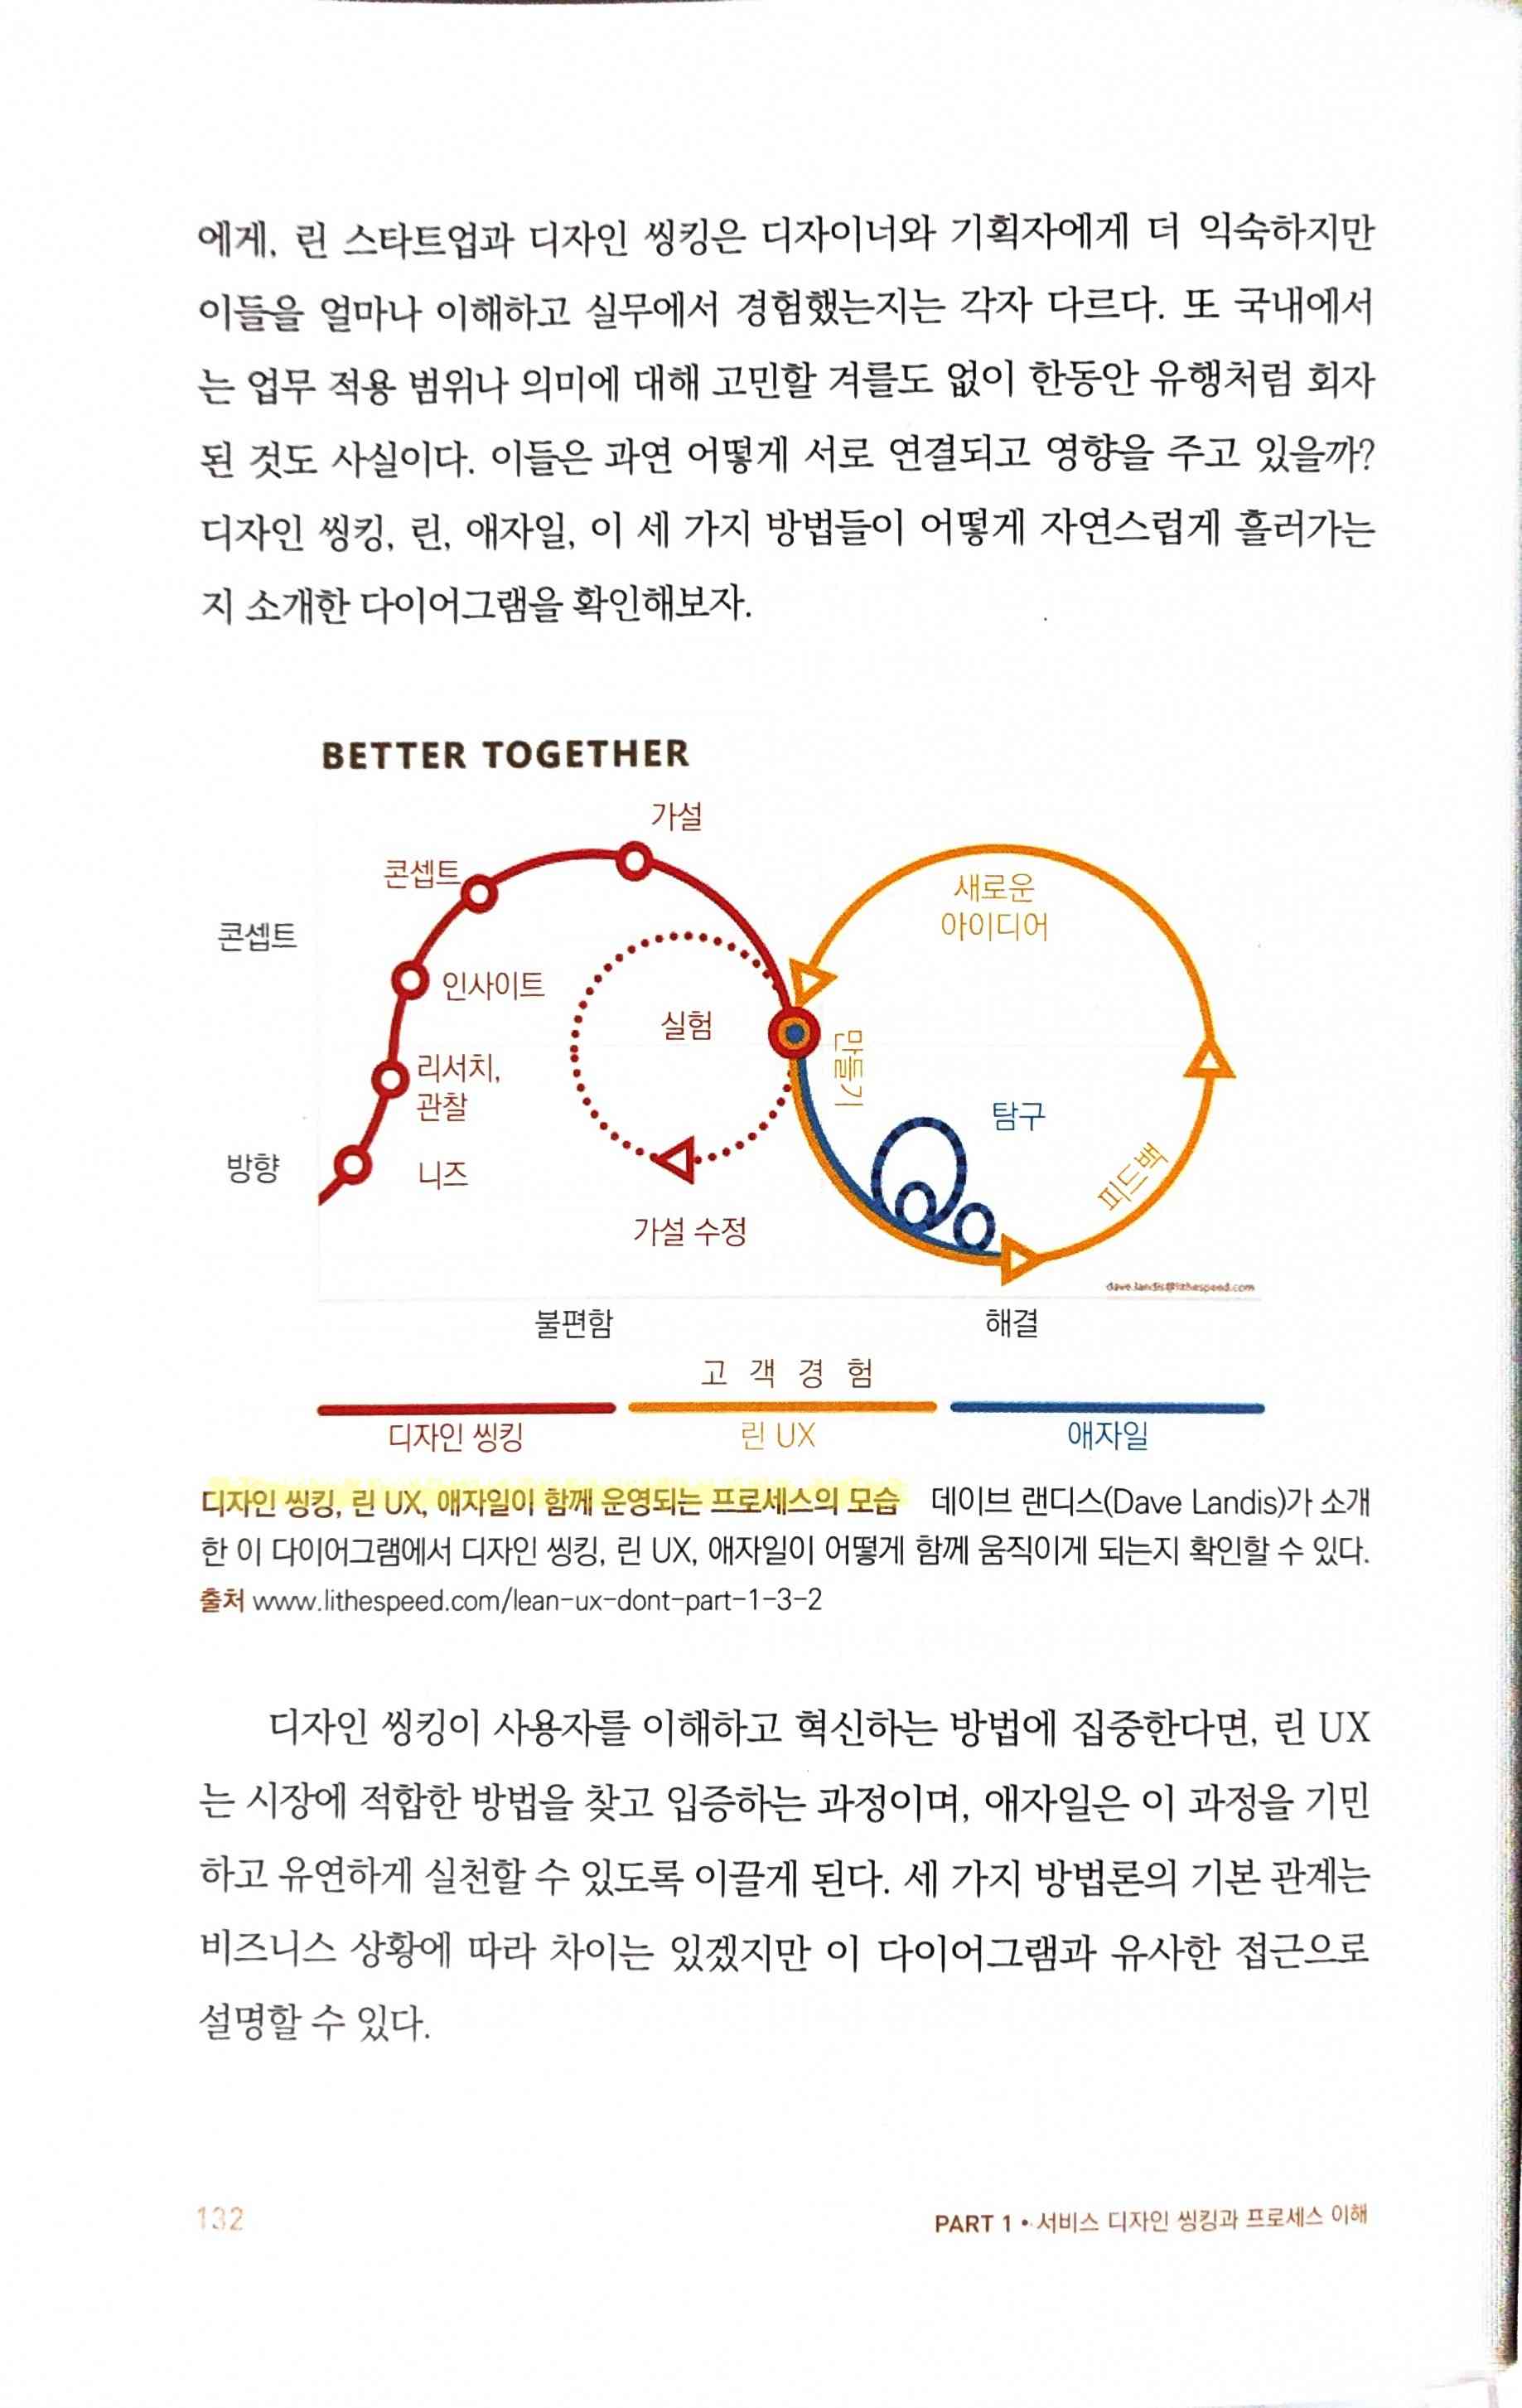 에게, 린 스타트업과 디자인 씽킹은 디자이너와 기획자에게 더 익숙하지만
이들을 얼마나 이해하고 실무에서 경험했는지는 각자 다르다. 또 국내에서
는 업무 적용 범위나 의미에 대해 고민할 겨를도 없이 한동안 유행처럼 회자
된 것도 사실이다. 이들은 과연 어떻게 서로 연결되고 영향을 주고 있을까?
디자인 씽킹, 린, 애자일, 이 세 가지 방법들이 어떻게 자연스럽게 흘러가는
지 소개한 다이어그램을 확인해보자.
BETTER TOGETHER
가설
콘셉트
새로운
아이디어
콘셉트
인사이트
실험
만들기
리서치,
관찰
탐구
방향
니즈
피드백
가설 수정
dave.landis@lithespeed.com
불편함
해결
고객경험
디자인 씽킹
린 UX
애자일
디자인 씽킹, 린 UX, 애자일이 함께 운영되는 프로세스의 모습 데이브 랜디스(Dave Landis)가 소개
한 이 다이어그램에서 디자인 씽킹, 린 UX, 애자일이 어떻게 함께 움직이게 되는지 확인할 수 있다.
출처 www.lithespeed.com/lean-ux-dont-part-1-3-2
디자인 씽킹이 사용자를 이해하고 혁신하는 방법에 집중한다면, 린 UX
는 시장에 적합한 방법을 찾고 입증하는 과정이며, 애자일은 이 과정을 기민
하고 유연하게 실천할 수 있도록 이끌게 된다. 세 가지 방법론의 기본 관계는
비즈니스 상황에 따라 차이는 있겠지만 이 다이어그램과 유사한 접근으로
설명할 수 있다.
132
PART 1 • 서비스 디자인 씽킹과 프로세스 이해